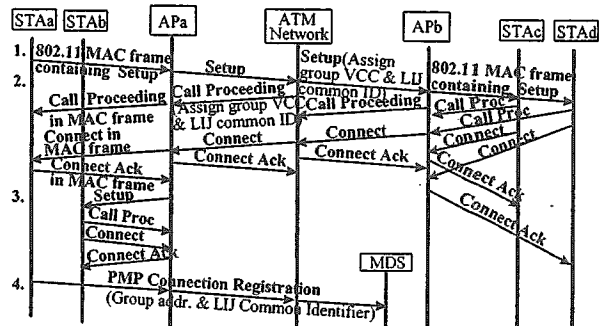 STAa STAb APa ATM Network APb STAc STAd
1. 802.11 MAC frame containing Setup
Setup
Setup(Assign group VCC & LIJ common ID)
802.11 MAC frame containing Setup
2. Call Proceeding in MAC frame
Call Proceeding (Assign group VCC & LIJ common ID)
Call Proceeding
Call Proc
Call Proc
Connect in MAC frame
Connect
Connect
Connect
Connect
Connect Ack in MAC frame
Connect Ack
Connect Ack
Connect Ack
Connect Ack
3. Setup
Call Proc
Connect
Connect Ack
MDS
4. PMP Connection Registration
(Group addr. & LIJ Common Identifier)